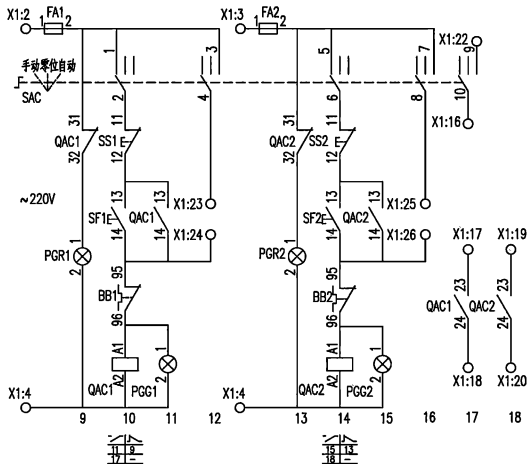 X1:2 FA1 1 2 X1:3 FA2 1 2 X1:22
1 3 5 7 9
手动零位自动
SAC 2 4 6 8 10
X1:16
31 11 31 11
QAC1 SS1 QAC2 SS2
32 12 32 12
~220V
13 13 X1:23 13 13 X1:25
SF1 QAC1 SF2 QAC2
14 14 X1:24 14 14 X1:26
X1:17 X1:19
PGR1 1 2 PGR2 1 2
95 95 23 23
BB1 BB2 QAC1 QAC2
96 96 24 24
A1 1 A1 1
A2 2 A2 2 X1:18 X1:20
QAC1 PGG1 QAC2 PGG2
X1:4 X1:4
9 10 11 12 13 14 15 16 17 18
11 9 15 13
17 - 18 -